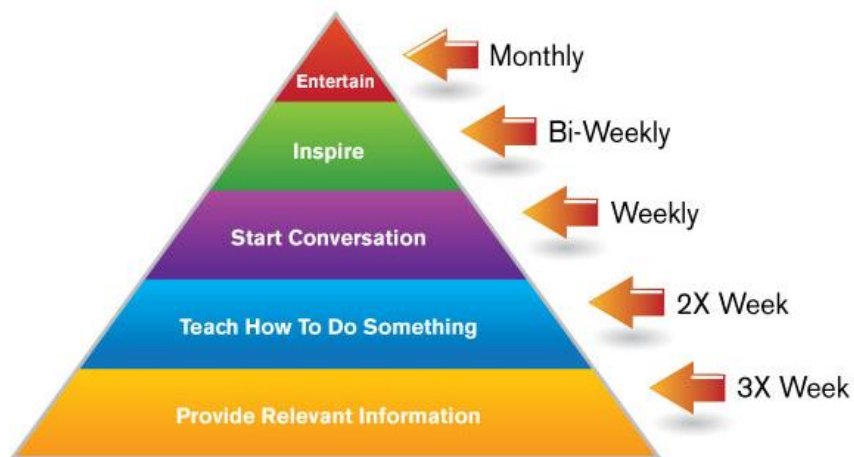 Entertain
Monthly
Inspire
Bi-Weekly
Start Conversation
Weekly
Teach How To Do Something
2X Week
Provide Relevant Information
3X Week